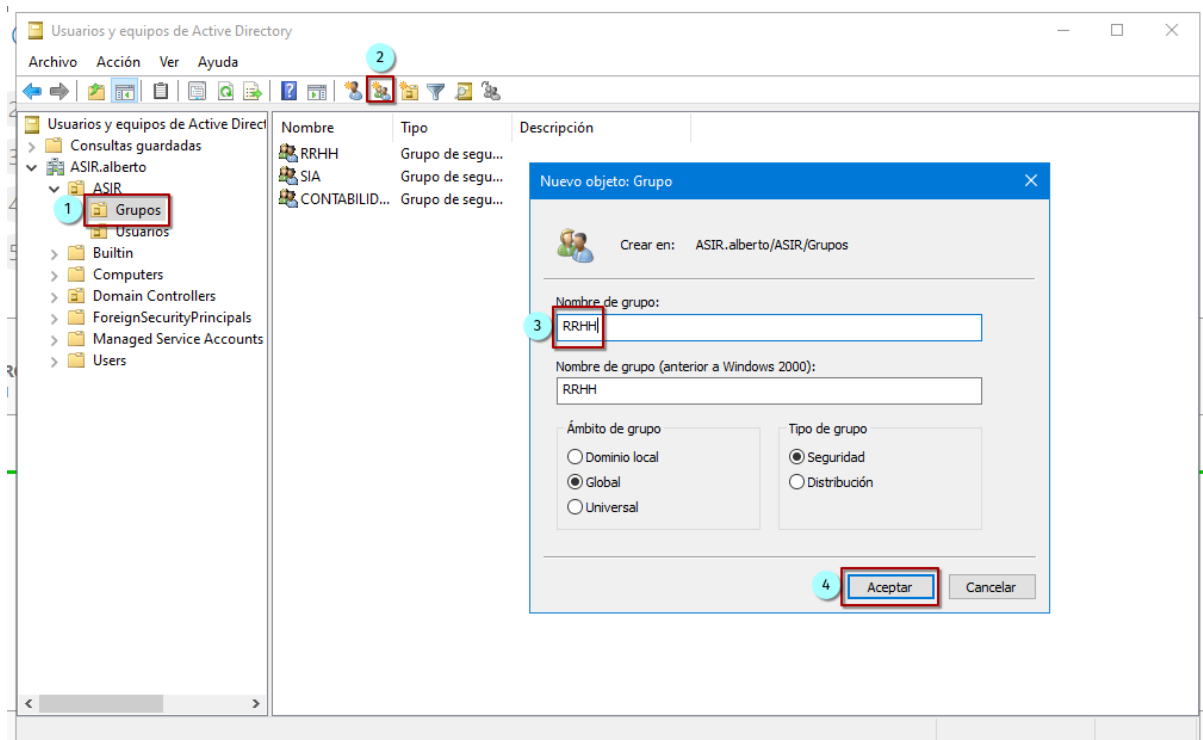 Usuarios y equipos de Active Directory
Archivo Acción Ver Ayuda
2
Usuarios y equipos de Active Direct
Consultas guardadas
ASIR.alberto
ASIR
1 Grupos
Usuarios
Builtin
Computers
Domain Controllers
ForeignSecurityPrincipals
Managed Service Accounts
Users
Nombre Tipo Descripción
RRHH Grupo de segu...
SIA Grupo de segu...
CONTABILID... Grupo de segu...
Nuevo objeto: Grupo
Crear en: ASIR.alberto/ASIR/Grupos
Nombre de grupo:
3 RRHH
Nombre de grupo (anterior a Windows 2000):
RRHH
Ámbito de grupo
Dominio local
Global
Universal
Tipo de grupo
Seguridad
Distribución
4 Aceptar Cancelar